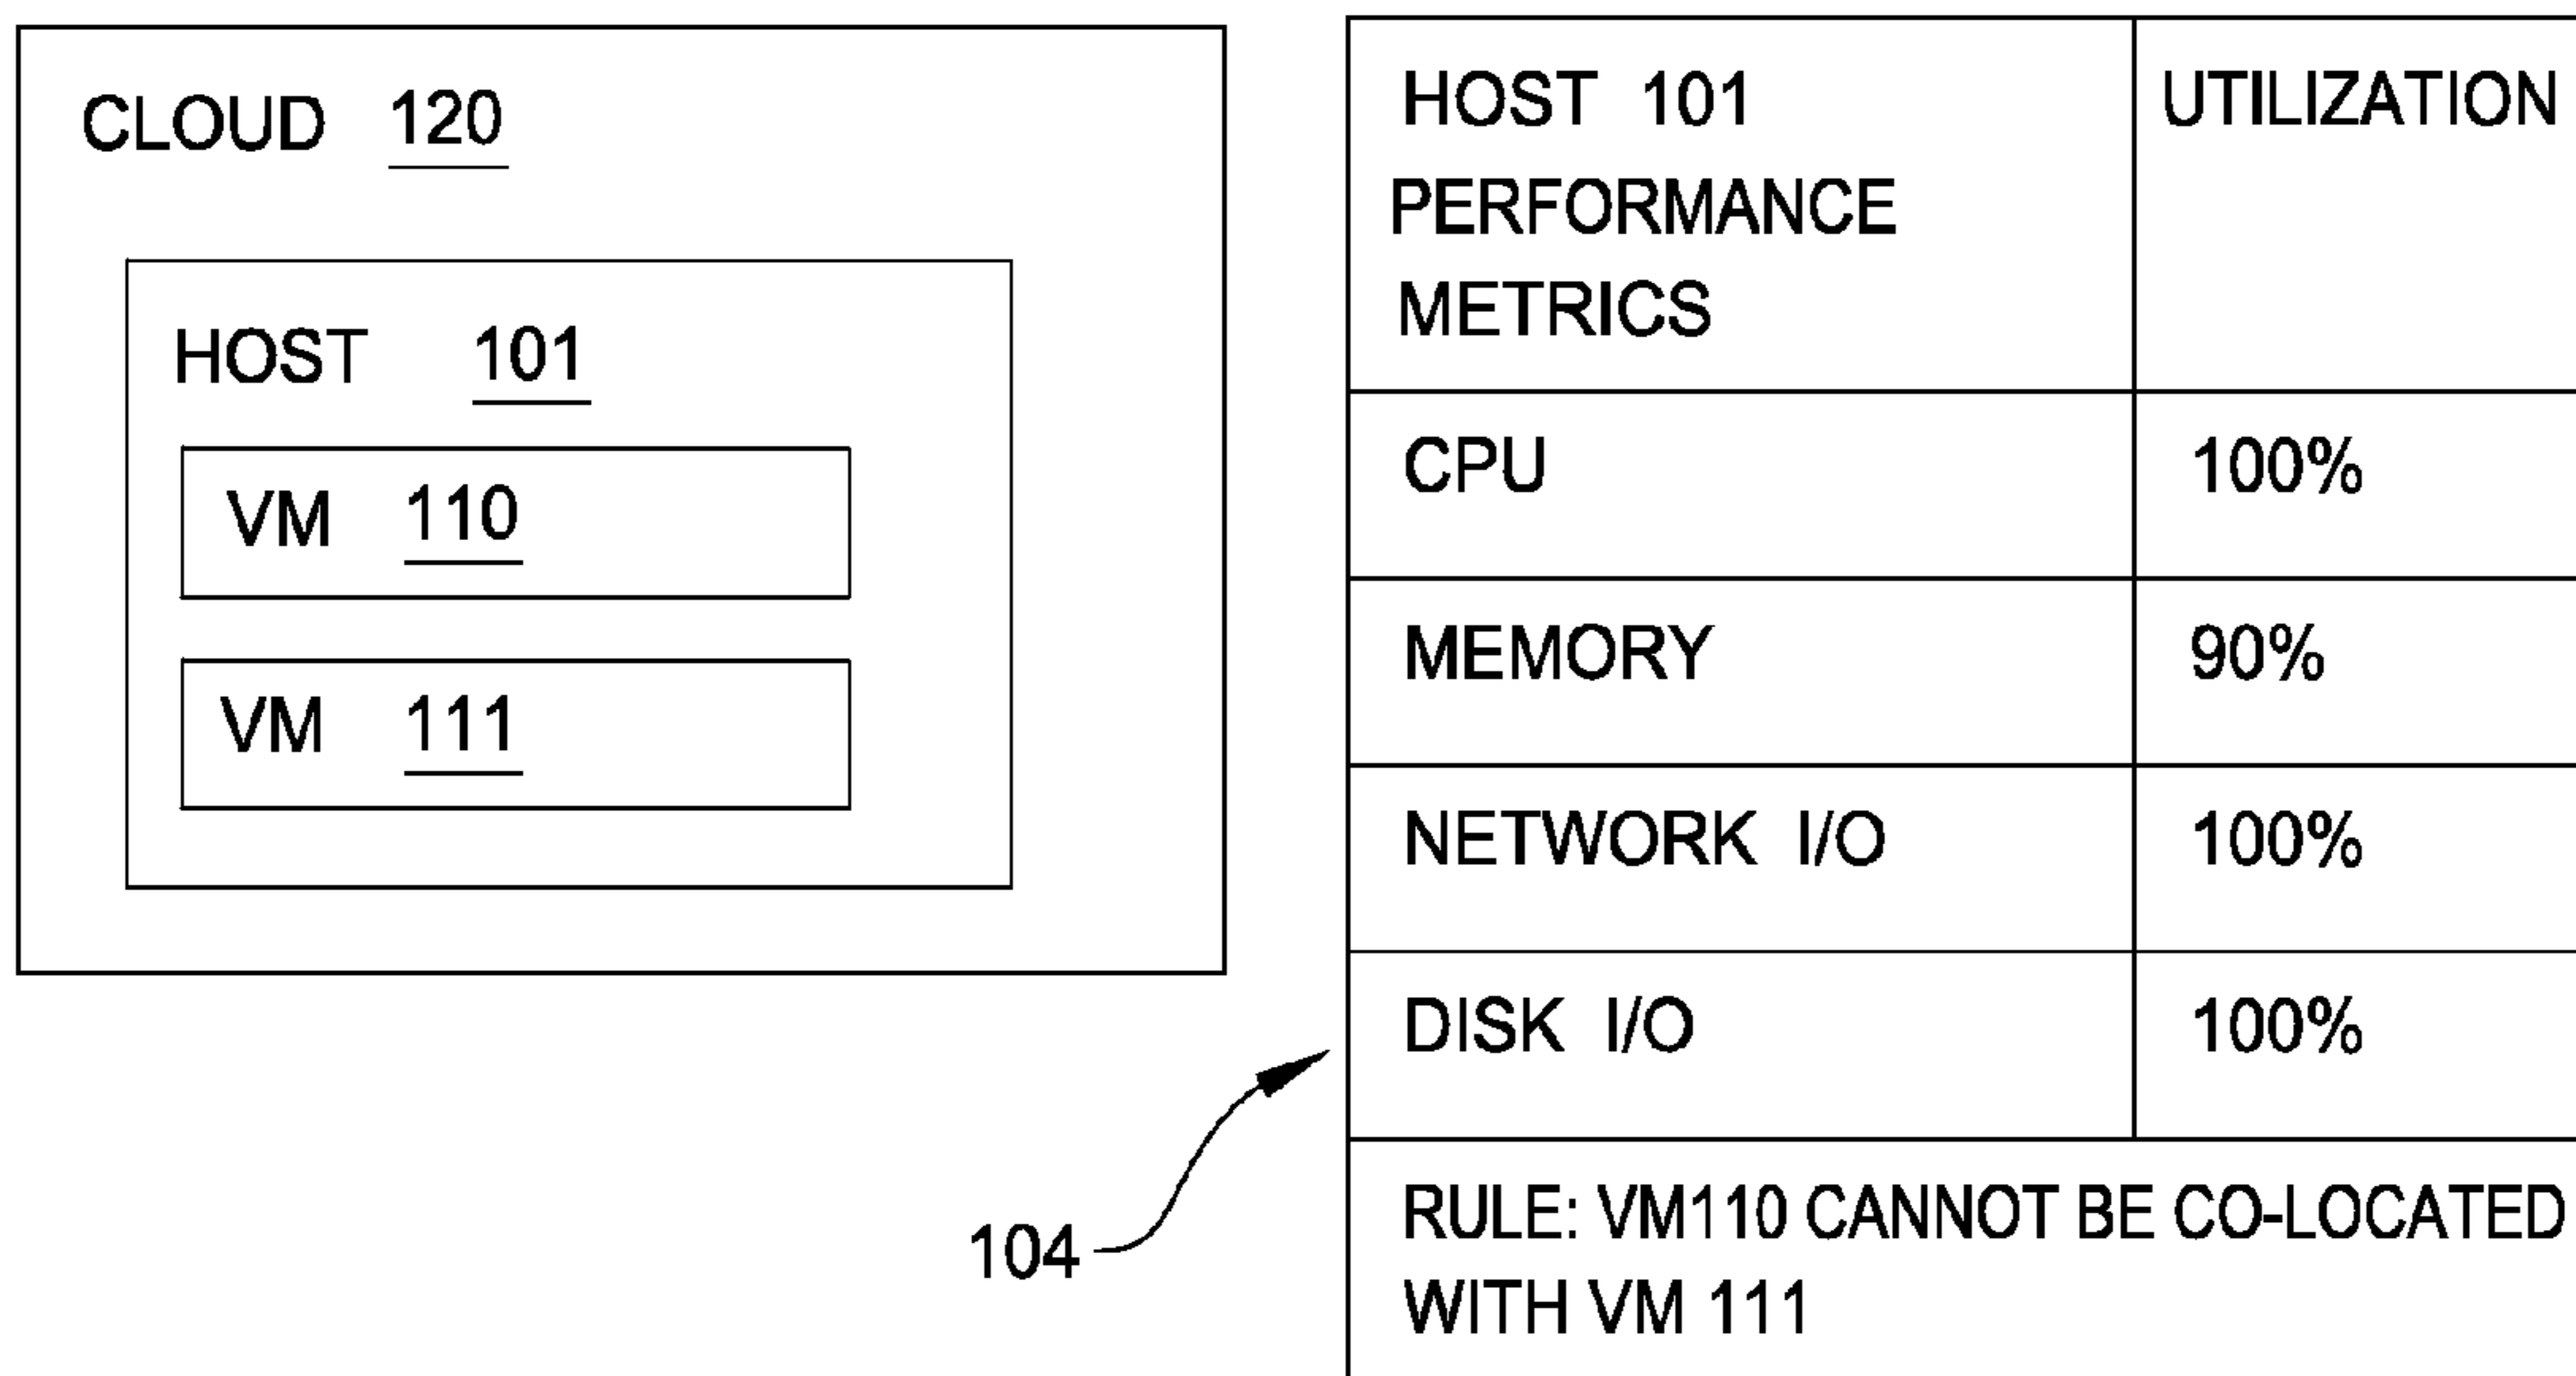 CLOUD 120
HOST 101
VM 110
VM 111
HOST 101
PERFORMANCE
METRICS
UTILIZATION
CPU 100%
MEMORY 90%
NETWORK I/O 100%
DISK I/O 100%
RULE: VM110 CANNOT BE CO-LOCATED
WITH VM 111
104